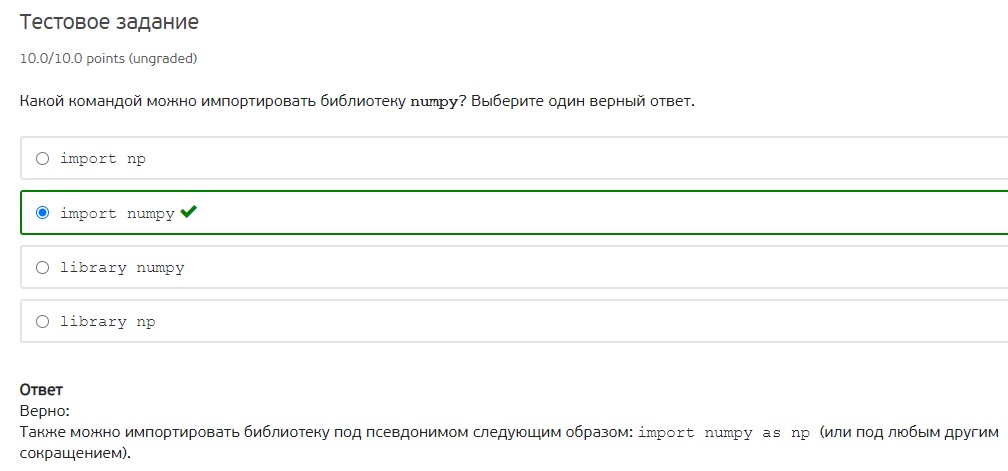 Тестовое задание
10.0/10.0 points (ungraded)
Какой командой можно импортировать библиотеку numpy? Выберите один верный ответ.
import np
import numpy
library numpy
library np
Ответ
Верно:
Также можно импортировать библиотеку под псевдонимом следующим образом: import numpy as np (или под любым другим
сокращением).